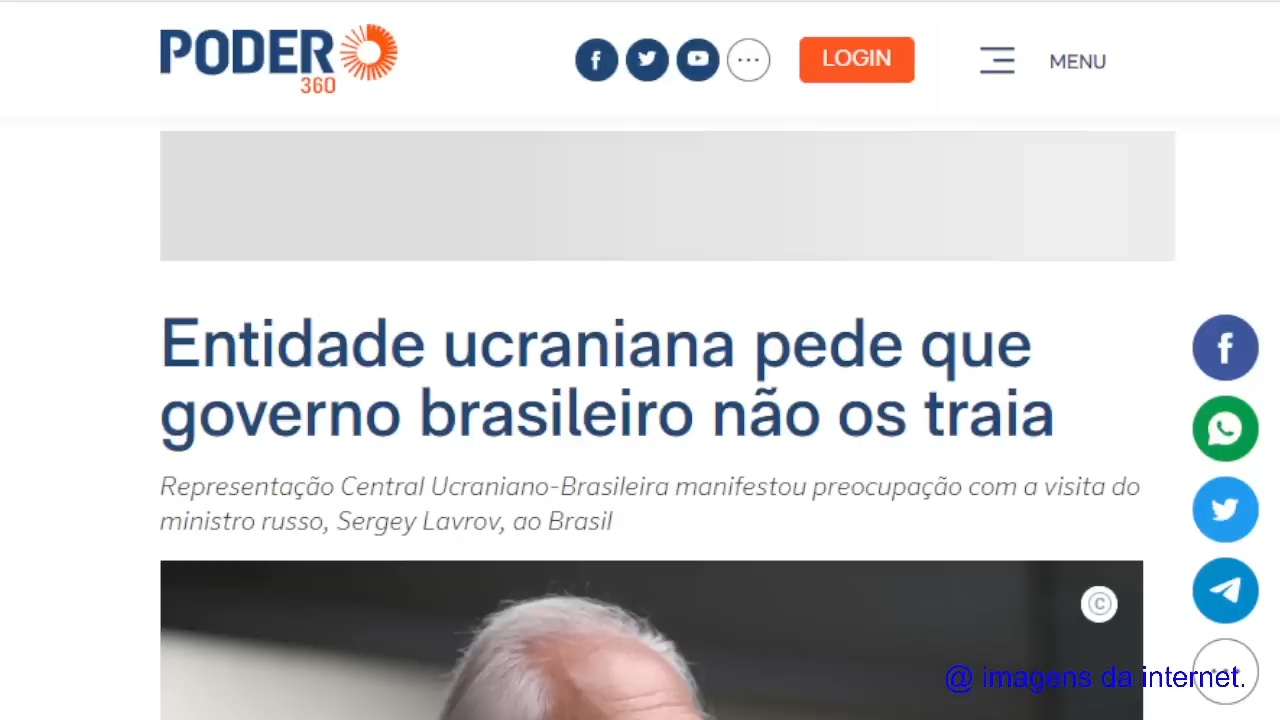 PODER
360
LOGIN
MENU
Entidade ucraniana pede que
governo brasileiro não os traia
Representação Central Ucraniano-Brasileira manifestou preocupação com a visita do
ministro russo, Sergey Lavrov, ao Brasil
©
@ imagens da internet.